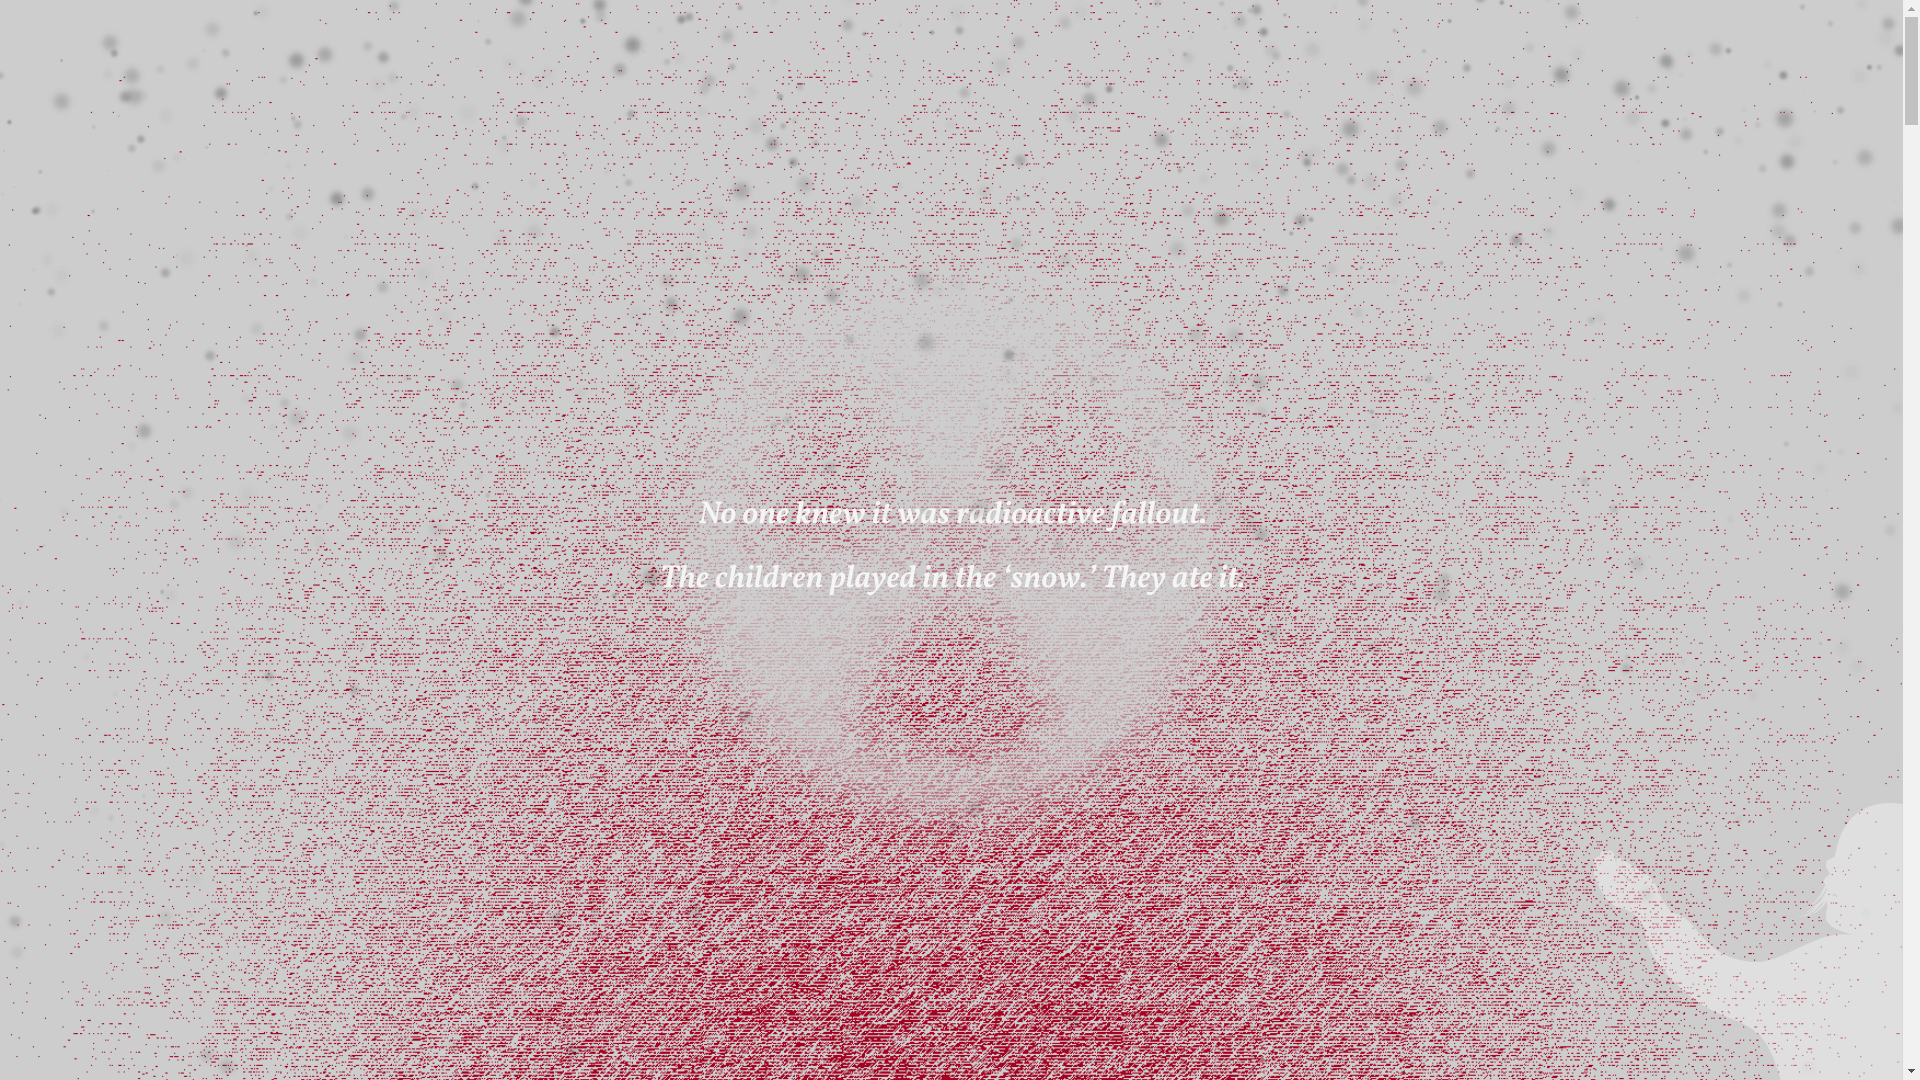 No one knew it was radioactive fallout.
The children played in the ‘snow.’ They ate it.